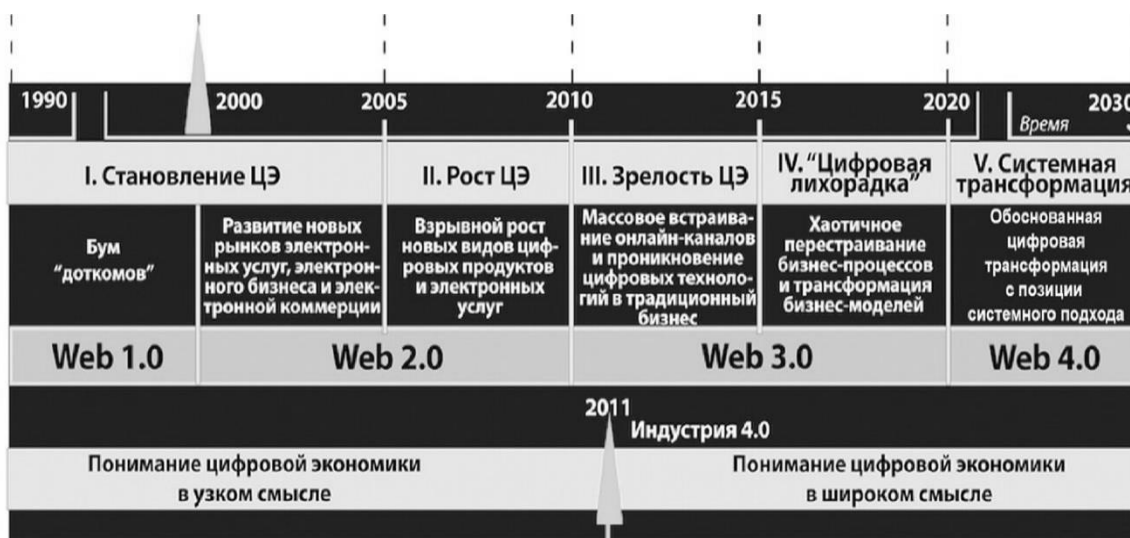 1990
2000
2005
2010
2015
2020
2030
Время
I. Становление ЦЭ
II. Рост ЦЭ
III. Зрелость ЦЭ
IV. "Цифровая
лихорадка"
V. Системная
трансформация
Бум
"доткомов"
Развитие новых
рынков электрон-
ных услуг, электрон-
ного бизнеса и элек-
тронной коммерции
Взрывной рост
новых видов циф-
ровых продуктов
и электронных
услуг
Массовое встраива-
ние онлайн-каналов
и проникновение
цифровых техноло-
гий в традиционный
бизнес
Хаотичное
перестраивание
бизнес-процессов
и трансформация
бизнес-моделей
Обоснованная
цифровая
трансформация
с позиции
системного подхода
Web 1.0
Web 2.0
Web 3.0
Web 4.0
2011
Индустрия 4.0
Понимание цифровой экономики
в узком смысле
Понимание цифровой экономики
в широком смысле